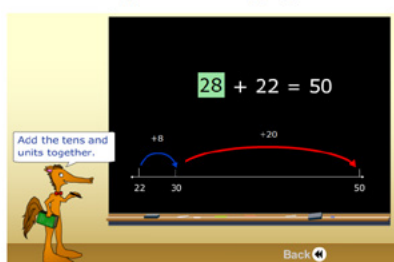 28 + 22 = 50
Add the tens and
units together.
+8
+20
22 30 50
Back